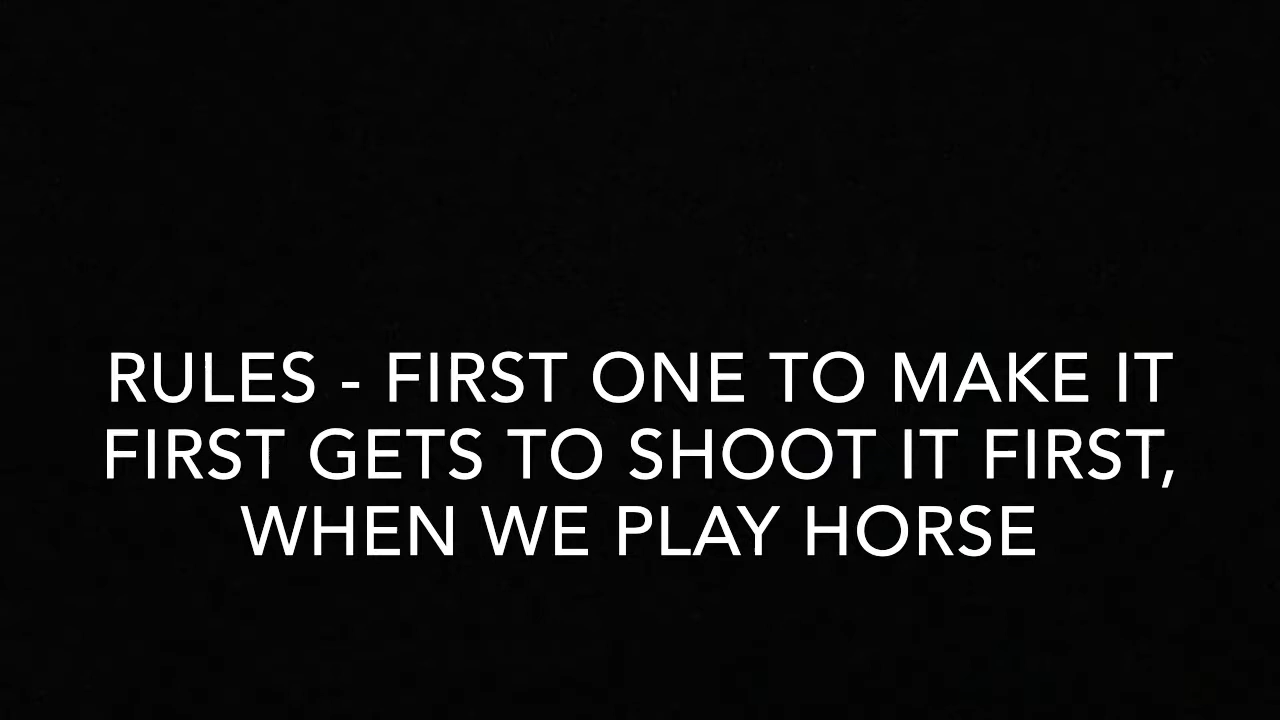 RULES - FIRST ONE TO MAKE IT
FIRST GETS TO SHOOT IT FIRST,
WHEN WE PLAY HORSE